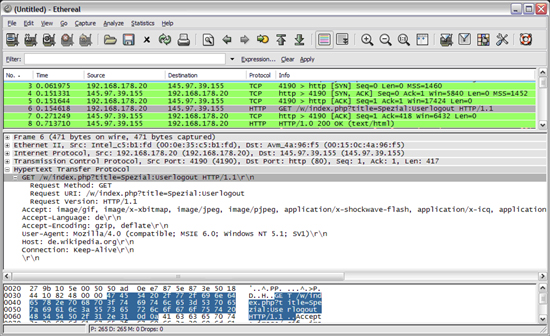 (Untitled) - Ethereal
File Edit View Go Capture Analyze Statistics Help
Filter: Expression... Clear Apply
No. . Time Source Destination Protocol Info
3 0.061975 192.168.178.20 145.97.39.155 TCP 4190 > http [SYN] Seq=0 Len=0 MSS=1460
4 0.151331 145.97.39.155 192.168.178.20 TCP http > 4190 [SYN, ACK] Seq=0 Ack=1 Win=5840 Len=0 MSS=1452
5 0.151644 192.168.178.20 145.97.39.155 TCP 4190 > http [ACK] Seq=1 Ack=1 Win=17424 Len=0
6 0.154618 192.168.178.20 145.97.39.155 HTTP GET /w/index.php?title=Spezial:Userlogout HTTP/1.1
7 0.271249 145.97.39.155 192.168.178.20 TCP http > 4190 [ACK] Seq=1 Ack=418 Win=6432 Len=0
8 0.713710 145.97.39.155 192.168.178.20 HTTP HTTP/1.0 200 OK (text/html)
Frame 6 (471 bytes on wire, 471 bytes captured)
Ethernet II, Src: Intel_c5:b1:fd (00:0e:35:c5:b1:fd), Dst: Avm_4a:96:f5 (00:15:0c:4a:96:f5)
Internet Protocol, Src: 192.168.178.20 (192.168.178.20), Dst: 145.97.39.155 (145.97.39.155)
Transmission Control Protocol, Src Port: 4190 (4190), Dst Port: http (80), Seq: 1, Ack: 1, Len: 417
Hypertext Transfer Protocol
GET /w/index.php?title=Spezial:Userlogout HTTP/1.1\r\n
Request Method: GET
Request URI: /w/index.php?title=Spezial:Userlogout
Request Version: HTTP/1.1
Accept: image/gif, image/x-xbitmap, image/jpeg, image/pjpeg, application/x-shockwave-flash, application/x-icq, application
Accept-Language: de\r\n
Accept-Encoding: gzip, deflate\r\n
User-Agent: Mozilla/4.0 (compatible; MSIE 6.0; Windows NT 5.1; SV1)\r\n
Host: de.wikipedia.org\r\n
Connection: Keep-Alive\r\n
\r\n
0020 27 9b 10 5e 00 50 50 ad 0e e7 87 5e 87 3e 50 18 '..^.PP. ...^.>P.
0030 44 10 82 48 00 00 47 45 54 20 2f 77 2f 69 6e 64 D..H..GE T /w/ind
0040 65 78 2e 70 68 70 3f 74 69 74 6c 65 3d 53 70 65 ex.php?t itle=Spe
0050 7a 69 61 6c 3a 55 73 65 72 6c 6f 67 6f 75 74 20 zial:Use rlogout
0060 48 54 54 50 2f 31 2e 31 0d 0a 41 63 63 65 70 74 HTTP/1.1 ..Accept
P: 265 D: 265 M: 0 Drops: 0